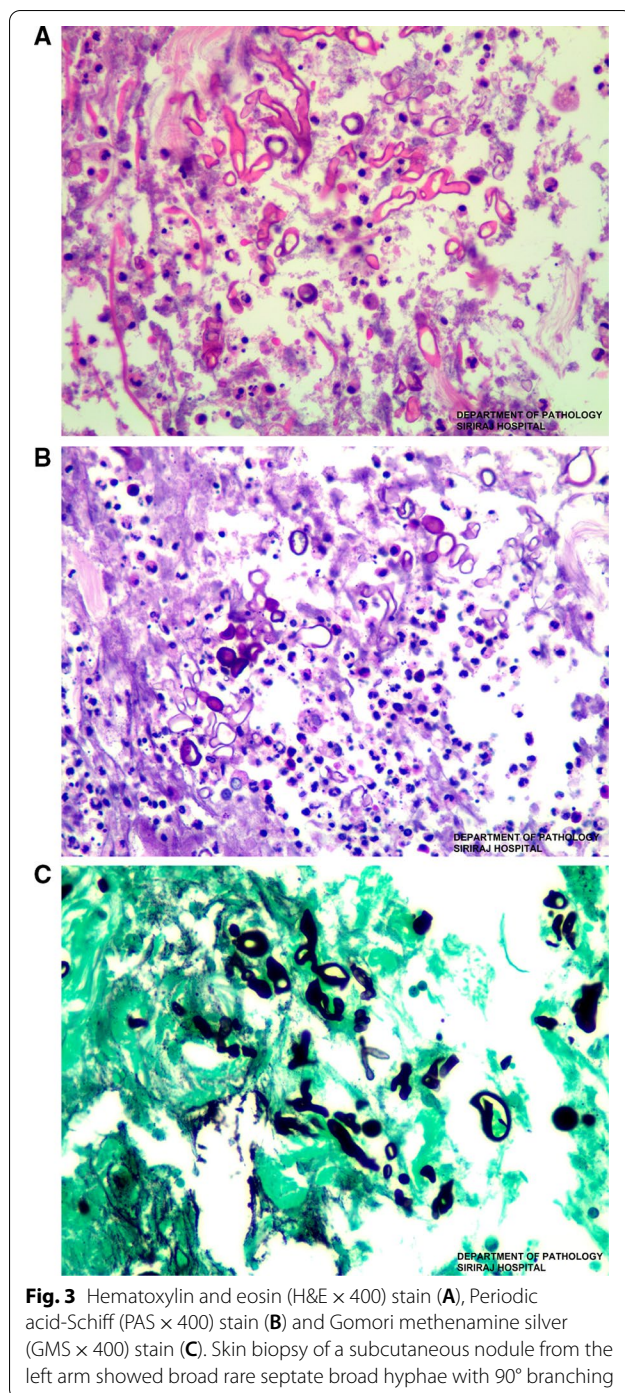 A
DEPARTMENT OF PATHOLOGY
SIRIRAJ HOSPITAL
B
DEPARTMENT OF PATHOLOGY
SIRIRAJ HOSPITAL
C
DEPARTMENT OF PATHOLOGY
SIRIRAJ HOSPITAL
Fig. 3 Hematoxylin and eosin (H&E × 400) stain (A), Periodic
acid-Schiff (PAS × 400) stain (B) and Gomori methenamine silver
(GMS × 400) stain (C). Skin biopsy of a subcutaneous nodule from the
left arm showed broad rare septate broad hyphae with 90° branching